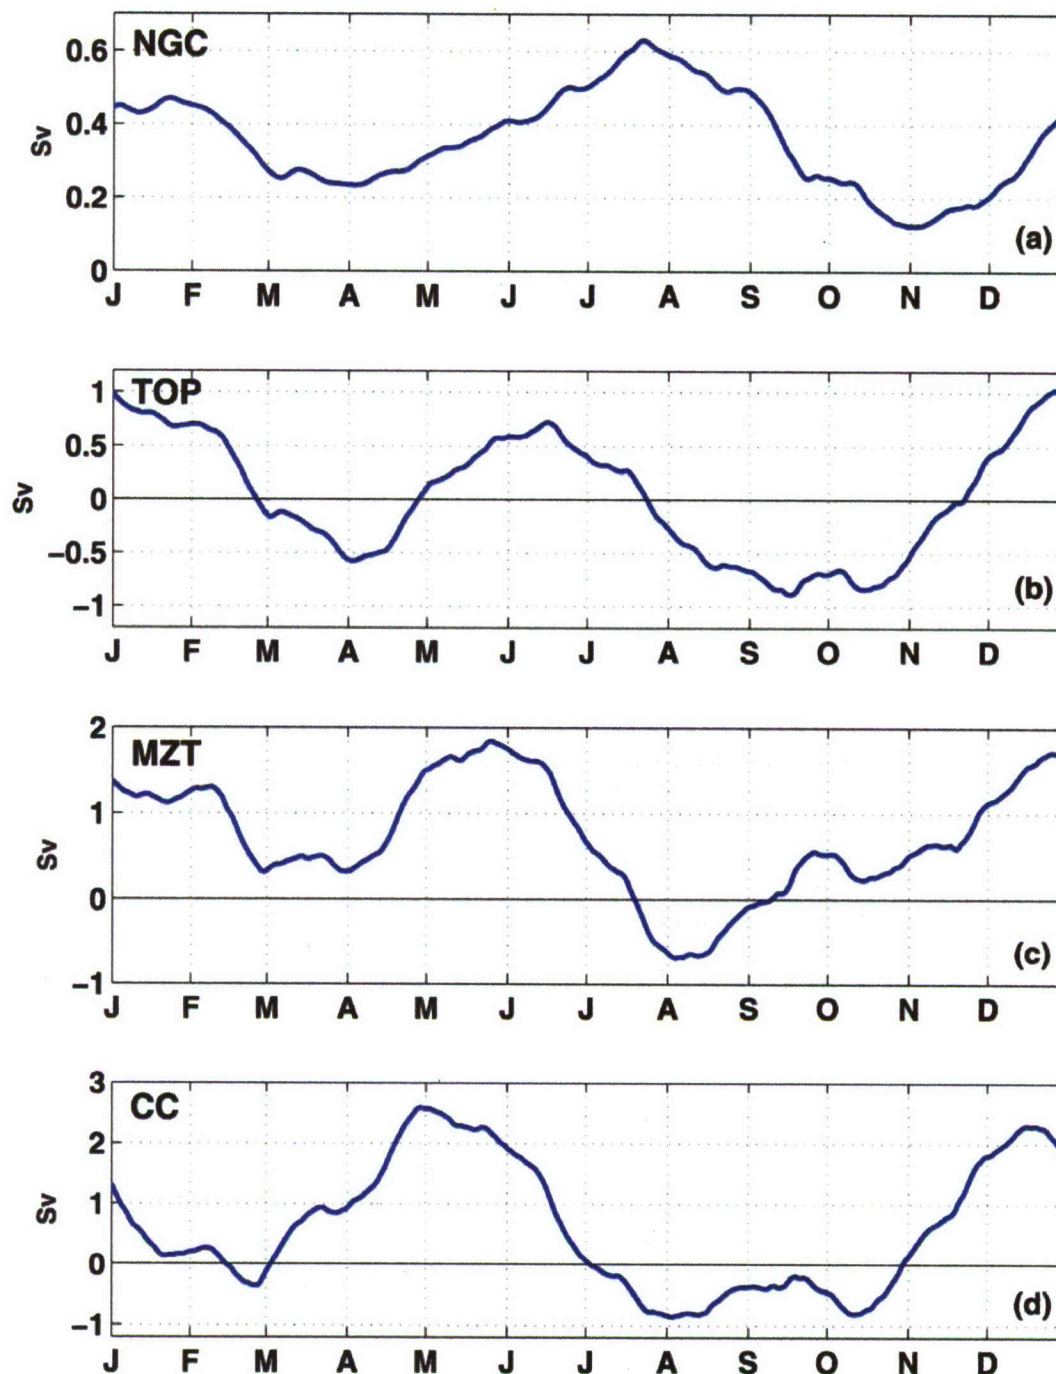 NGC
0.6
0.4
0.2
0
Sv
(a)
J F M A M J J A S O N D
TOP
1
0.5
0
−0.5
−1
Sv
(b)
J F M A M J J A S O N D
MZT
2
1
0
−1
Sv
(c)
J F M A M J J A S O N D
CC
3
2
1
0
−1
Sv
(d)
J F M A M J J A S O N D